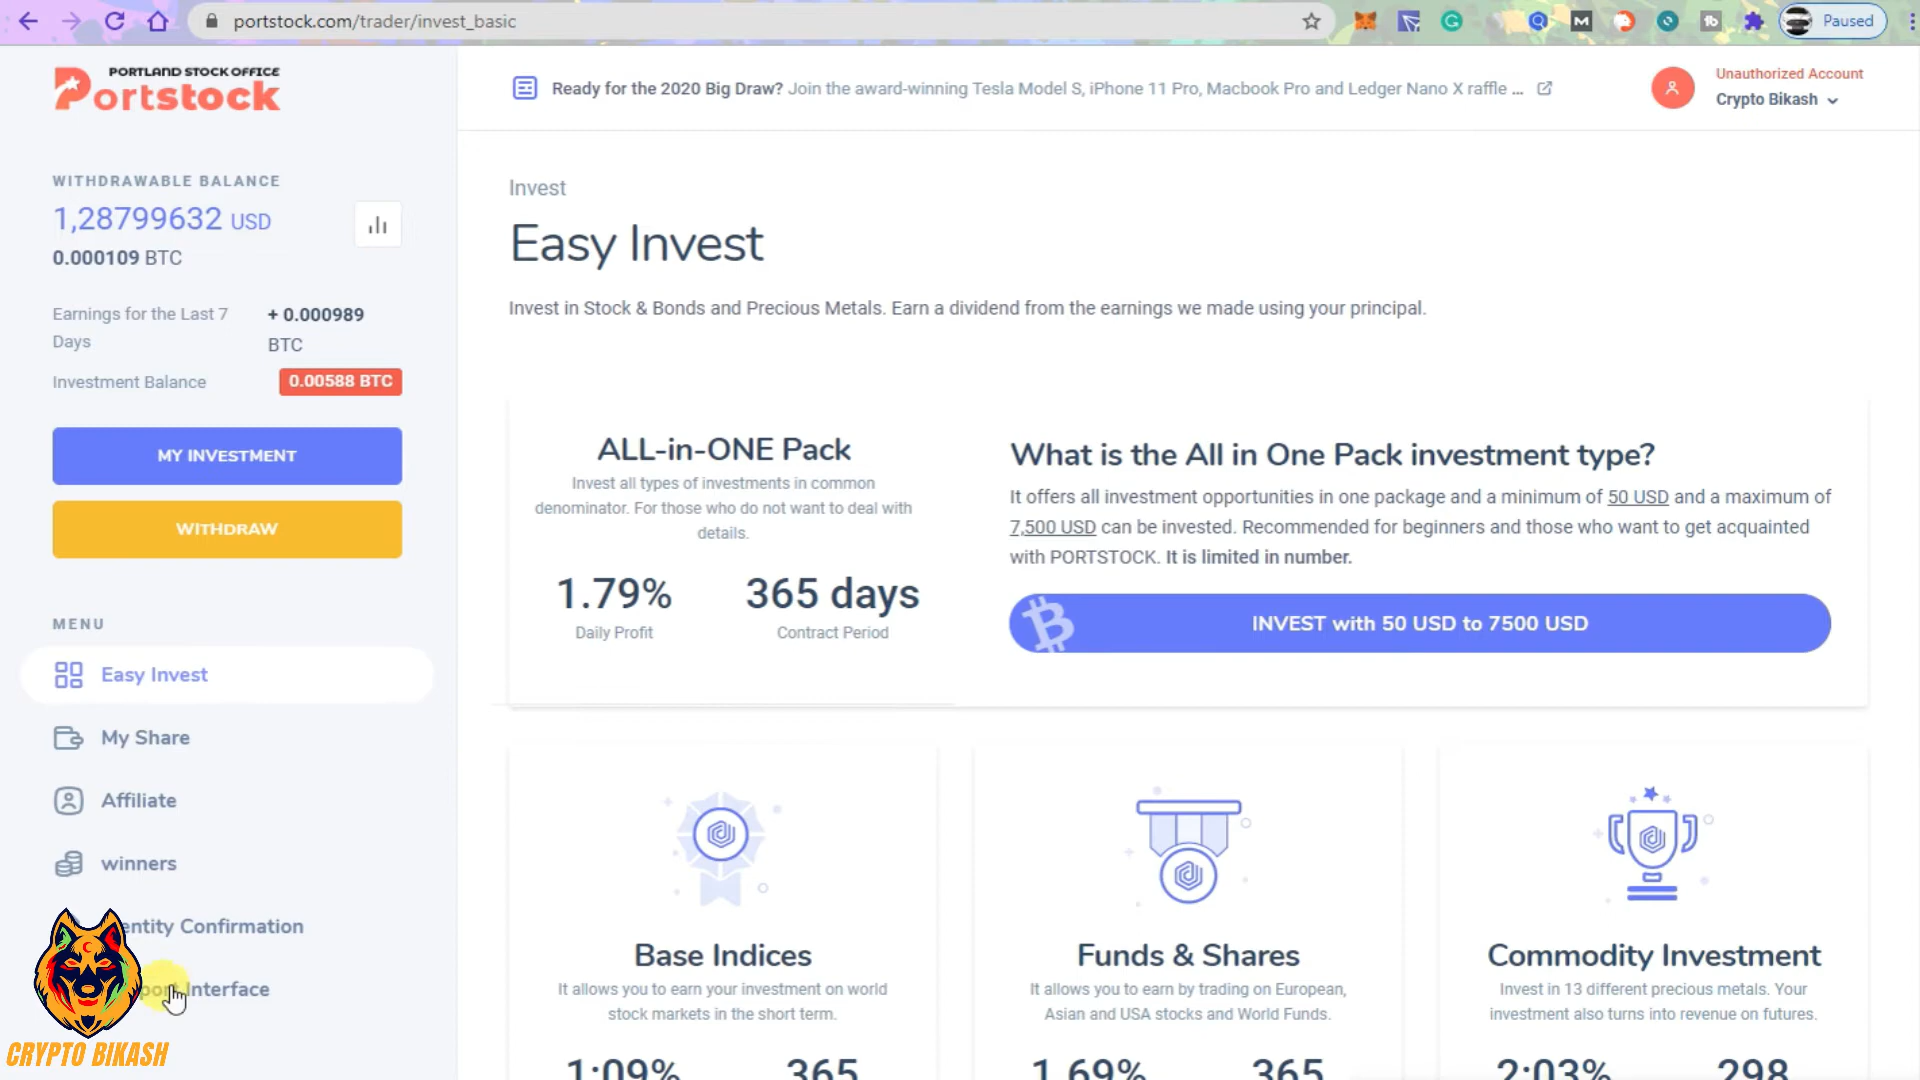 portstock.com/trader/invest_basic
Paused
PORTLAND STOCK OFFICE
Portstock
WITHDRAWABLE BALANCE
1,28799632 USD
0.000109 BTC
Earnings for the Last 7
Days
+ 0.000989
BTC
Investment Balance
0.00588 BTC
MY INVESTMENT
WITHDRAW
MENU
Easy Invest
My Share
Affiliate
winners
entity Confirmation
port Interface
CRYPTO BIKASH
Ready for the 2020 Big Draw? Join the award-winning Tesla Model S, iPhone 11 Pro, Macbook Pro and Ledger Nano X raffle ...
Unauthorized Account
Crypto Bikash
Invest
Easy Invest
Invest in Stock & Bonds and Precious Metals. Earn a dividend from the earnings we made using your principal.
ALL-in-ONE Pack
Invest all types of investments in common
denominator. For those who do not want to deal with
details.
1.79%
Daily Profit
365 days
Contract Period
What is the All in One Pack investment type?
It offers all investment opportunities in one package and a minimum of 50 USD and a maximum of
7,500 USD can be invested. Recommended for beginners and those who want to get acquainted
with PORTSTOCK. It is limited in number.
INVEST with 50 USD to 7500 USD
Base Indices
It allows you to earn your investment on world
stock markets in the short term.
1:09%
365
Funds & Shares
It allows you to earn by trading on European,
Asian and USA stocks and World Funds.
1.69%
365
Commodity Investment
Invest in 13 different precious metals. Your
investment also turns into revenue on futures.
2:03%
298